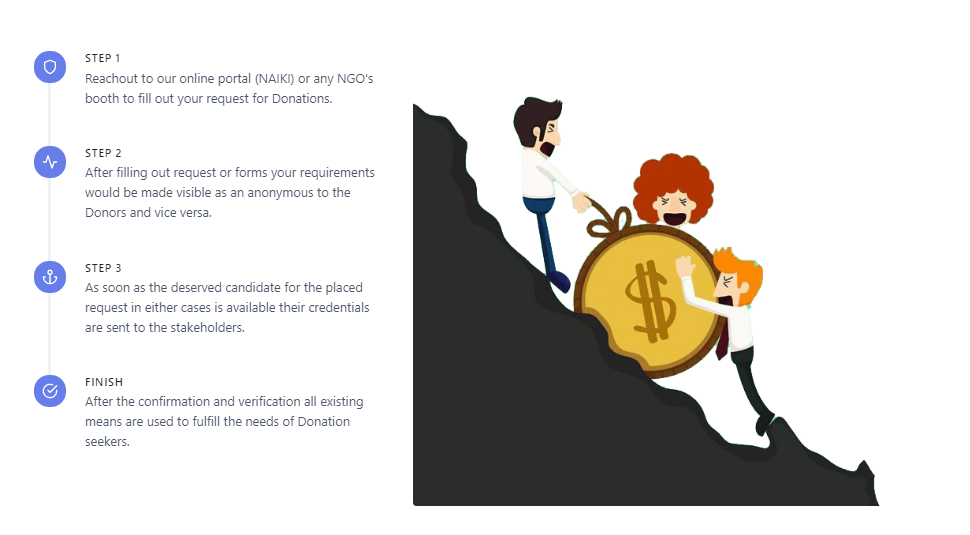 STEP 1
Reachout to our online portal (NAIKI) or any NGO's
booth to fill out your request for Donations.
STEP 2
After filling out request or forms your requirements
would be made visible as an anonymous to the
Donors and vice versa.
STEP 3
As soon as the deserved candidate for the placed
request in either cases is available their credentials
are sent to the stakeholders.
FINISH
After the confirmation and verification all existing
means are used to fulfill the needs of Donation
seekers.
$